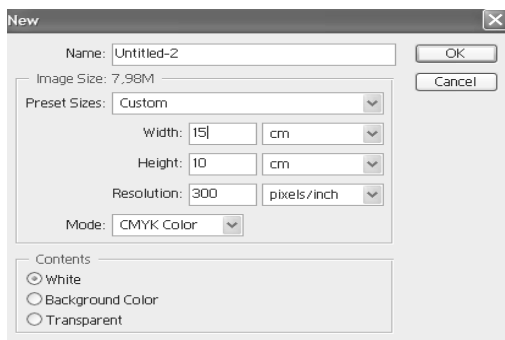 New
Name: Untitled-2
OK
Image Size: 7,98M
Cancel
Preset Sizes: Custom
Width: 15 cm
Height: 10 cm
Resolution: 300 pixels/inch
Mode: CMYK Color
Contents
White
Background Color
Transparent